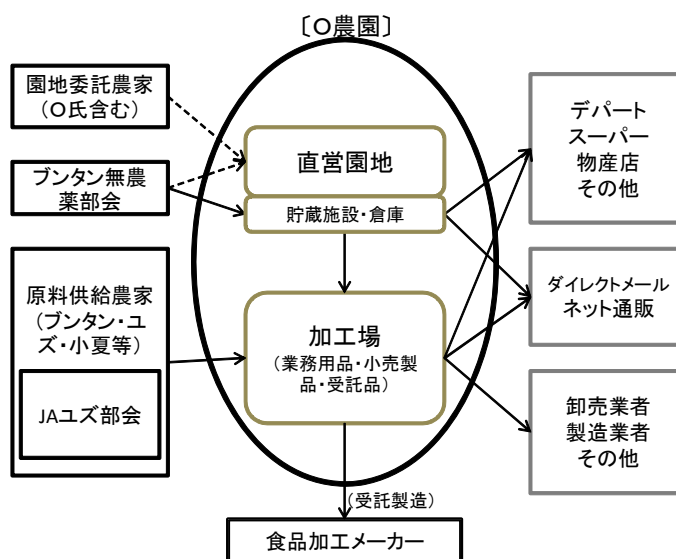 〔O農園〕
園地委託農家
（O氏含む）
ブンタン無農
薬部会
原料供給農家
（ブンタン・ユ
ズ・小夏等）
JAユズ部会
直営園地
貯蔵施設・倉庫
加工場
（業務用品・小売製
品・受託品）
（受託製造）
食品加工メーカー
デパート
スーパー
物産店
その他
ダイレクトメール
ネット通販
卸売業者
製造業者
その他